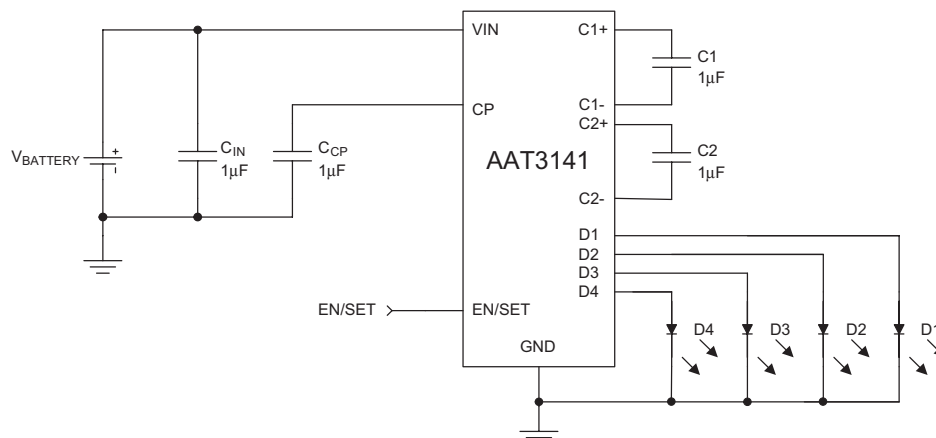 VIN
C1+
C1
1µF
C1-
CP
C2+
AAT3141
C2
1µF
C2-
VBATTERY
+
-
CIN
1µF
CCP
1µF
D1
D2
D3
D4
EN/SET
EN/SET
GND
D4
D3
D2
D1